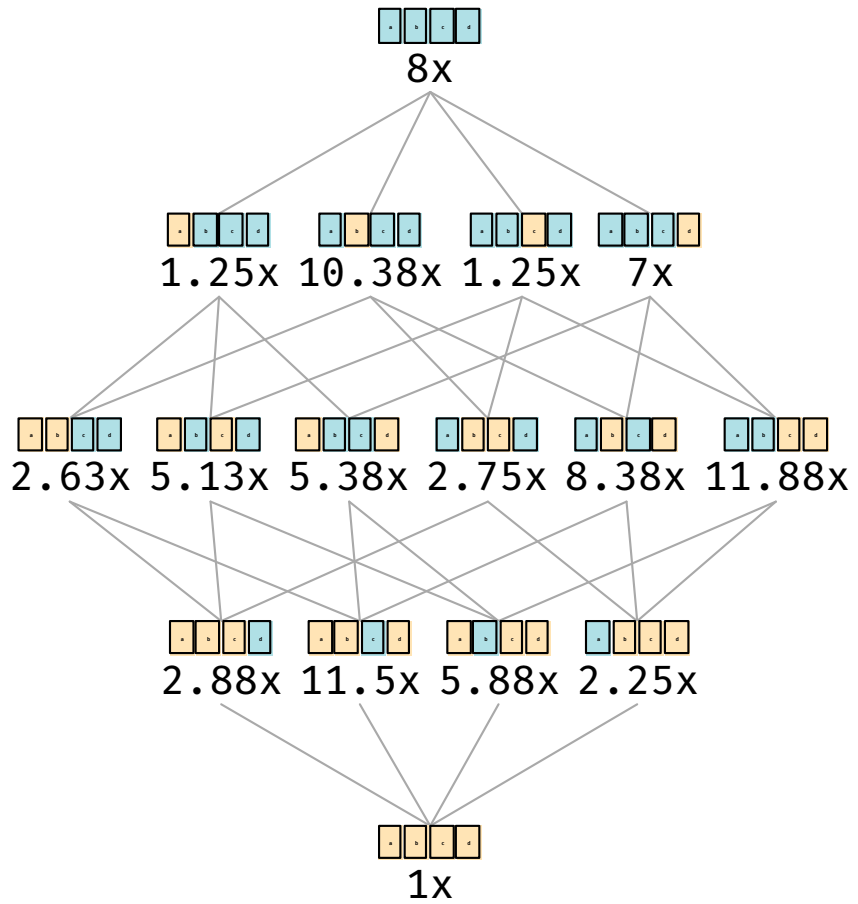 a b c d
8x
a b c d a b c d a b c d a b c d
1.25x 10.38x 1.25x 7x
a b c d a b c d a b c d a b c d a b c d a b c d
2.63x 5.13x 5.38x 2.75x 8.38x 11.88x
a b c d a b c d a b c d a b c d
2.88x 11.5x 5.88x 2.25x
a b c d
1x